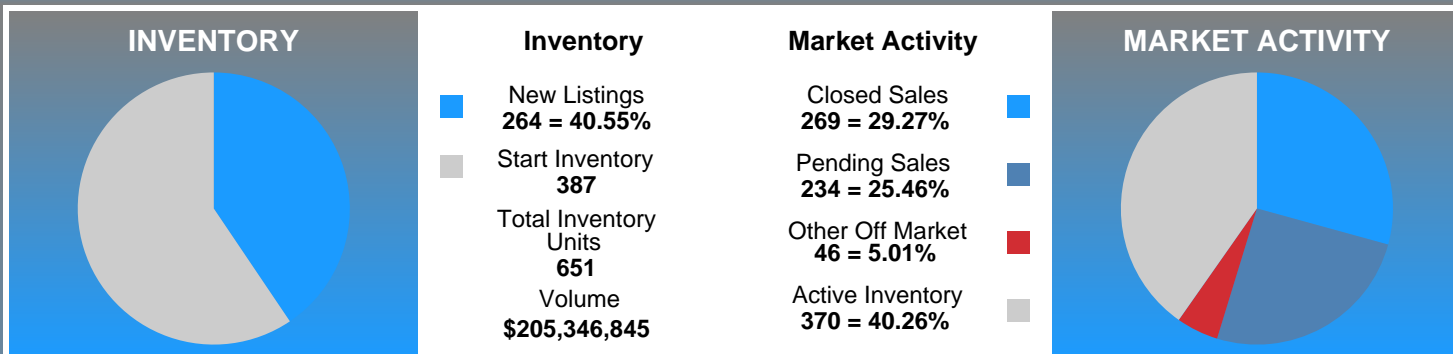 INVENTORY
Inventory
New Listings
264 = 40.55%
Start Inventory
387
Total Inventory
Units
651
Volume
$205,346,845
Market Activity
Closed Sales
269 = 29.27%
Pending Sales
234 = 25.46%
Other Off Market
46 = 5.01%
Active Inventory
370 = 40.26%
MARKET ACTIVITY